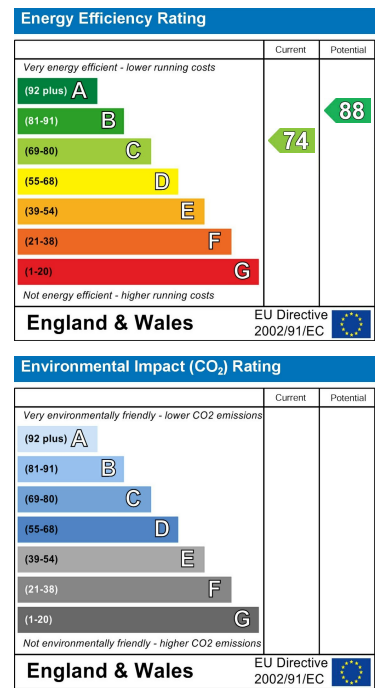 Energy Efficiency Rating
Current Potential
Very energy efficient - lower running costs
(92 plus) A
(81-91) B
(69-80) C
(55-68) D
(39-54) E
(21-38) F
(1-20) G
74
88
Not energy efficient - higher running costs
England & Wales
EU Directive
2002/91/EC
Environmental Impact (CO₂) Rating
Current Potential
Very environmentally friendly - lower CO2 emissions
(92 plus) A
(81-91) B
(69-80) C
(55-68) D
(39-54) E
(21-38) F
(1-20) G
Not environmentally friendly - higher CO2 emissions
England & Wales
EU Directive
2002/91/EC